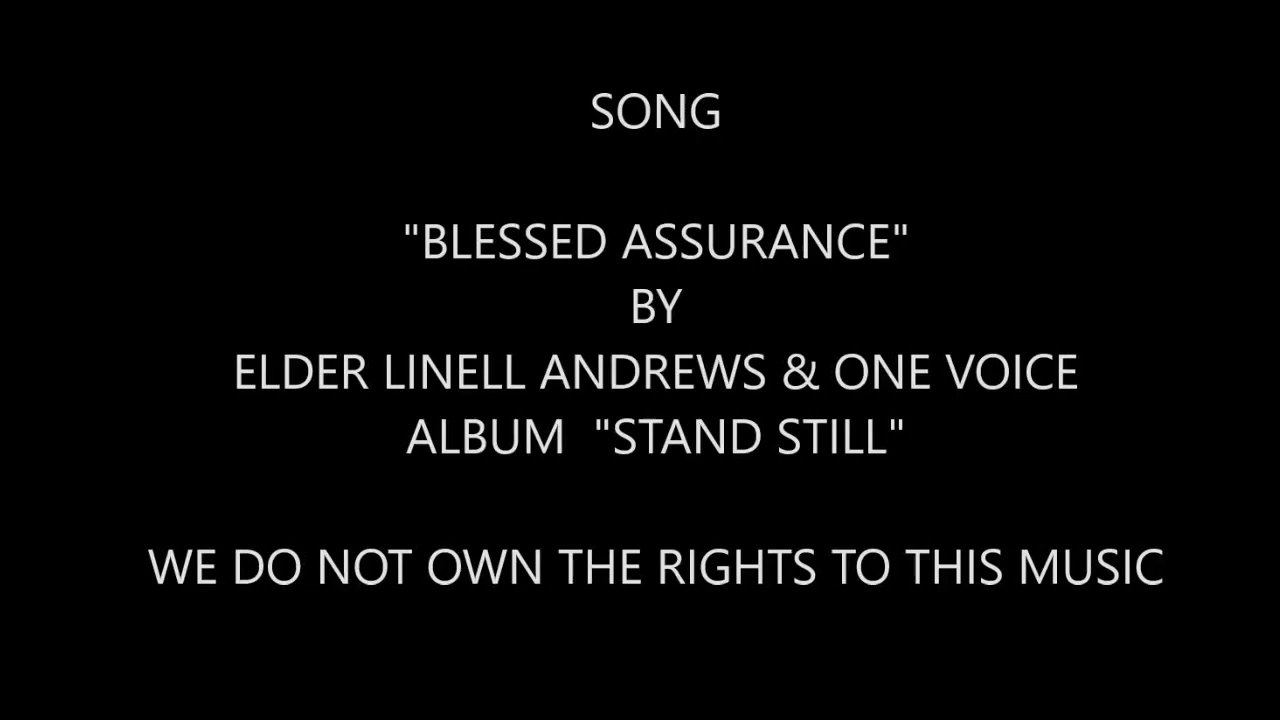 SONG
"BLESSED ASSURANCE"
BY
ELDER LINELL ANDREWS & ONE VOICE
ALBUM  "STAND STILL"
WE DO NOT OWN THE RIGHTS TO THIS MUSIC